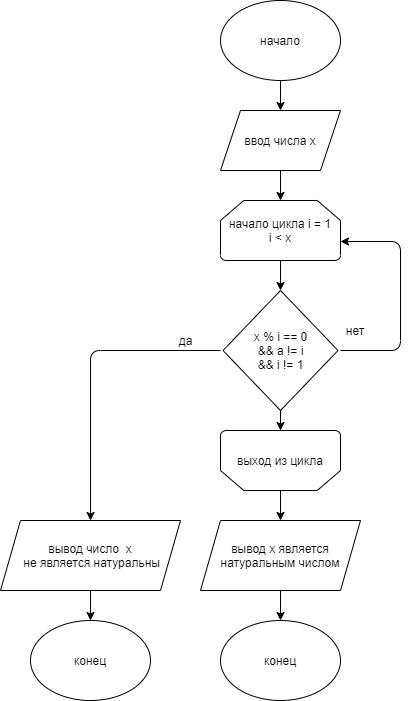 начало
ввод числа x
начало цикла i = 1
i < x
x % i == 0
&& a != i
&& i != 1
да
нет
выход из цикла
вывод число x
не является натуральны
вывод x является
натуральным числом
конец
конец